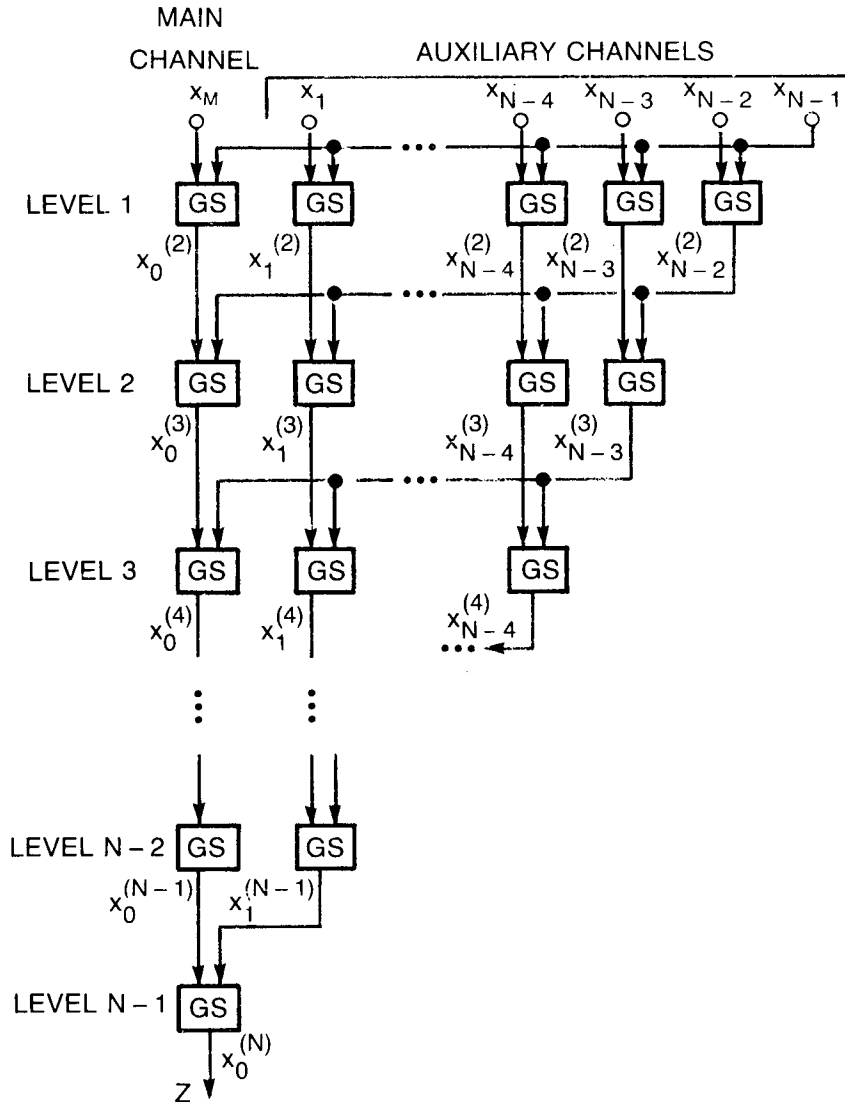 MAIN
CHANNEL
AUXILIARY CHANNELS
x_M x_1 x_{N-4} x_{N-3} x_{N-2} x_{N-1}
...
LEVEL 1 GS GS GS GS GS
x_0^{(2)} x_1^{(2)} x_{N-4}^{(2)} x_{N-3}^{(2)} x_{N-2}^{(2)}
...
LEVEL 2 GS GS GS GS
x_0^{(3)} x_1^{(3)} x_{N-4}^{(3)} x_{N-3}^{(3)}
...
LEVEL 3 GS GS GS
x_0^{(4)} x_1^{(4)} x_{N-4}^{(4)}
...
LEVEL N-2 GS GS
x_0^{(N-1)} x_1^{(N-1)}
LEVEL N-1 GS
x_0^{(N)}
Z